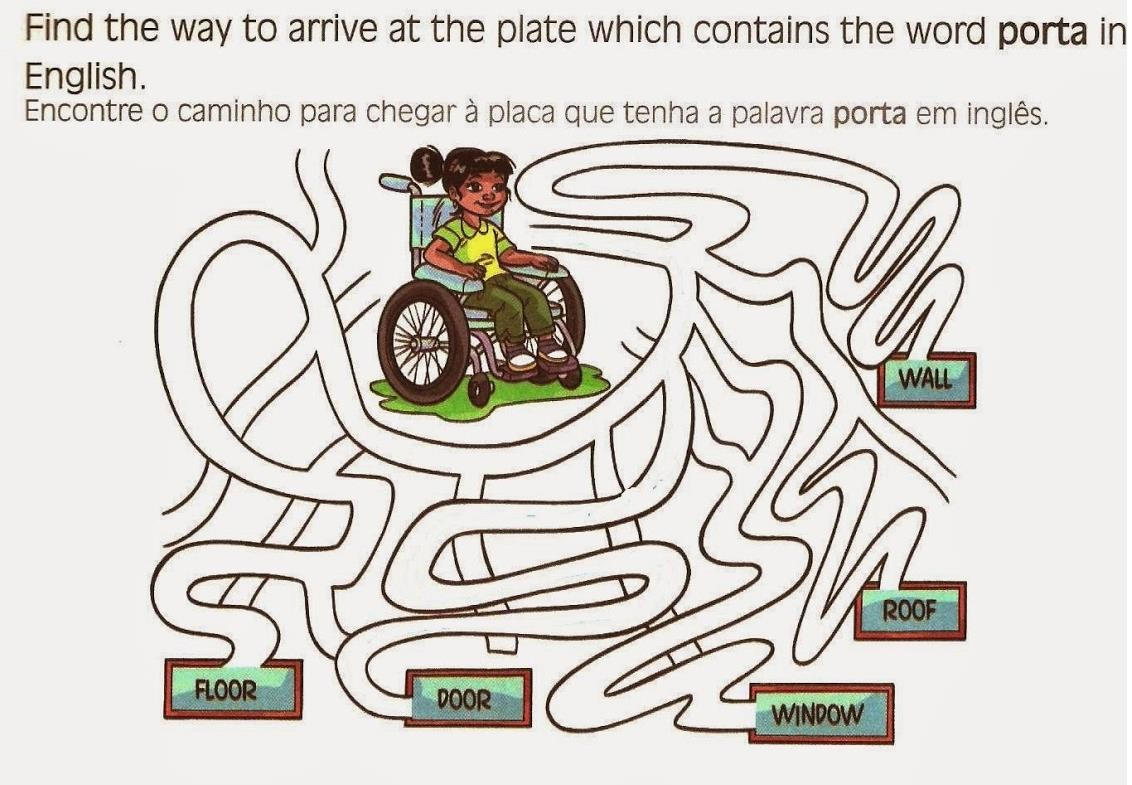 Find the way to arrive at the plate which contains the word porta in
English.
Encontre o caminho para chegar à placa que tenha a palavra porta em inglês.
WALL
ROOF
FLOOR
DOOR
WINDOW